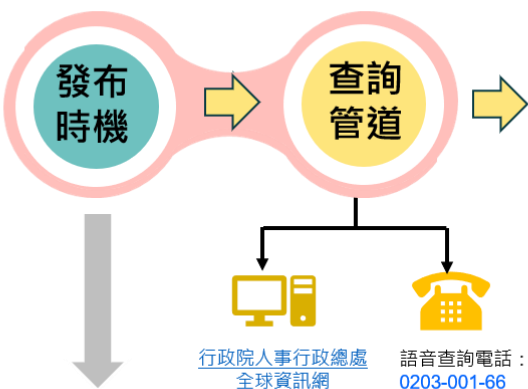 發布
時機
查詢
管道
行政院人事行政總處
全球資訊網
語音查詢電話：
0203-001-66